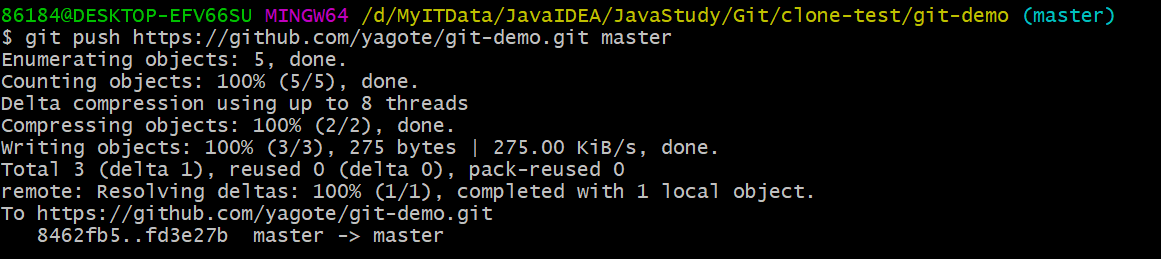 86184@DESKTOP-EFV66SU MINGW64 /d/MyITData/JavaIDEA/JavaStudy/Git/clone-test/git-demo (master)
$ git push https://github.com/yagote/git-demo.git master
Enumerating objects: 5, done.
Counting objects: 100% (5/5), done.
Delta compression using up to 8 threads
Compressing objects: 100% (2/2), done.
Writing objects: 100% (3/3), 275 bytes | 275.00 KiB/s, done.
Total 3 (delta 1), reused 0 (delta 0), pack-reused 0
remote: Resolving deltas: 100% (1/1), completed with 1 local object.
To https://github.com/yagote/git-demo.git
   8462fb5..fd3e27b  master -> master